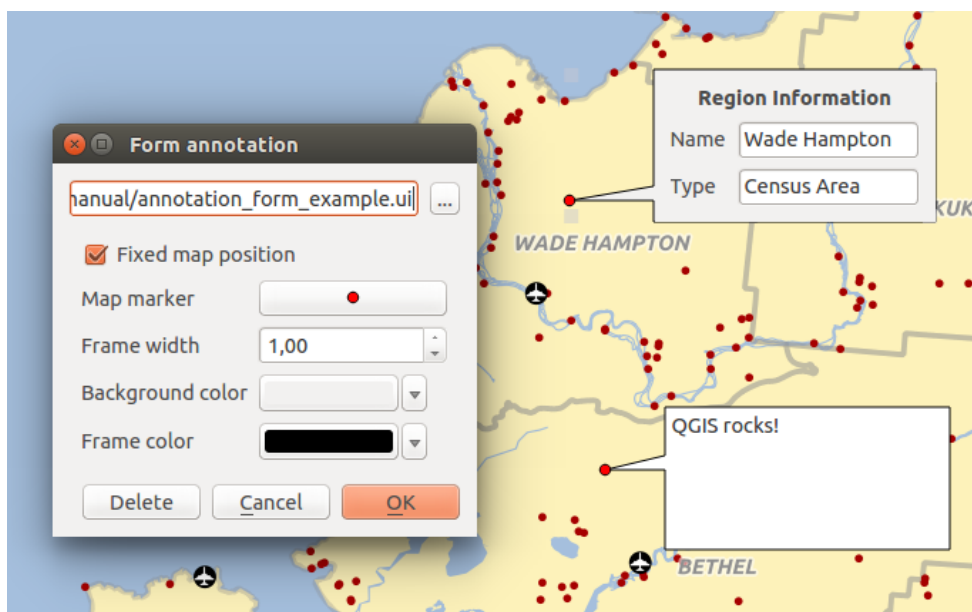 Form annotation
nanual/annotation_form_example.ui
...
Fixed map position
Map marker
Frame width 1,00
Background color
Frame color
Delete Cancel OK
Region Information
Name Wade Hampton
Type Census Area
KUK
WADE HAMPTON
QGIS rocks!
BETHEL